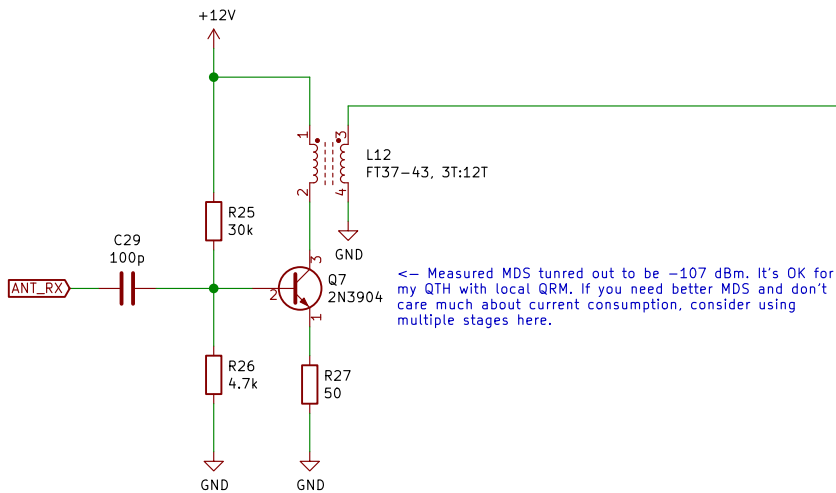 +12V
1
3
L12
FT37-43, 3T:12T
2
4
R25
30k
C29
100p
GND
ANT_RX
3
Q7
2N3904
2
1
<- Measured MDS tunred out to be -107 dBm. It's OK for
my QTH with local QRM. If you need better MDS and don't
care much about current consumption, consider using
multiple stages here.
R26
4.7k
R27
50
GND
GND